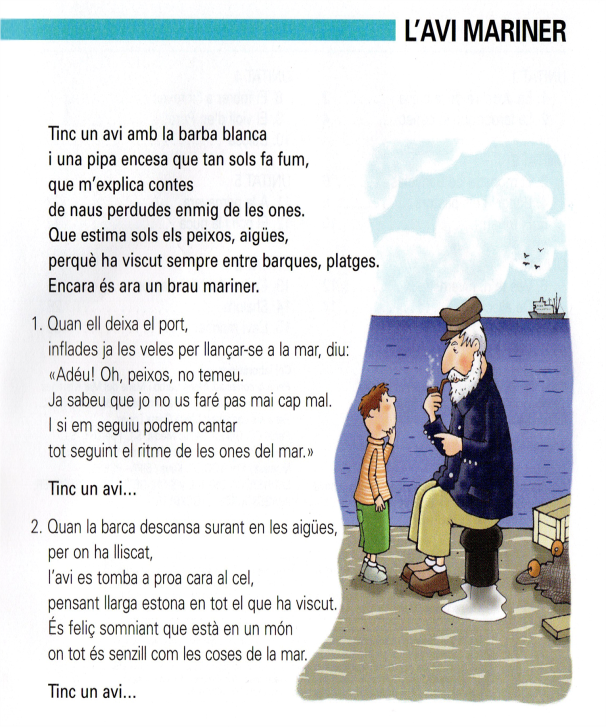 L'AVI MARINER
Tinc un avi amb la barba blanca
i una pipa encesa que tan sols fa fum,
que m'explica contes
de naus perdudes enmig de les ones.
Que estima sols els peixos, aigües,
perquè ha viscut sempre entre barques, platges.
Encara és ara un brau mariner.
1. Quan ell deixa el port,
inflades ja les veles per llançar-se a la mar, diu:
«Adéu! Oh, peixos, no temeu.
Ja sabeu que jo no us faré pas mai cap mal.
I si em seguiu podrem cantar
tot seguint el ritme de les ones del mar.»
Tinc un avi...
2. Quan la barca descansa surant en les aigües,
per on ha lliscat,
l'avi es tomba a proa cara al cel,
pensant llarga estona en tot el que ha viscut.
És feliç somniant que està en un món
on tot és senzill com les coses de la mar.
Tinc un avi...